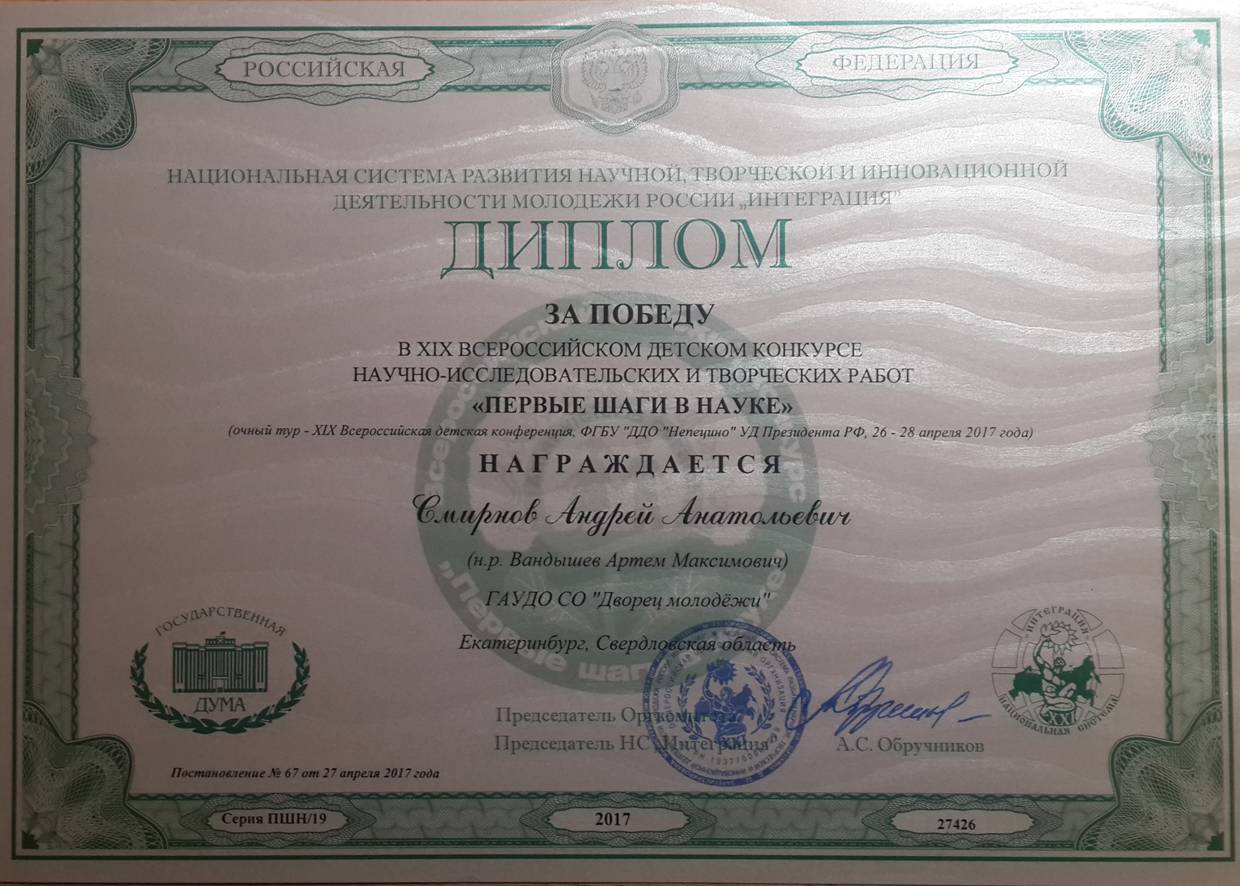 РОССИЙСКАЯ
ФЕДЕРАЦИЯ
НАЦИОНАЛЬНАЯ СИСТЕМА РАЗВИТИЯ НАУЧНОЙ, ТВОРЧЕСКОЙ И ИННОВАЦИОННОЙ
ДЕЯТЕЛЬНОСТИ МОЛОДЕЖИ РОССИИ „ИНТЕГРАЦИЯ"
ДИПЛОМ
ЗА ПОБЕДУ
В XIX ВСЕРОССИЙСКОМ ДЕТСКОМ КОНКУРСЕ
НАУЧНО-ИССЛЕДОВАТЕЛЬСКИХ И ТВОРЧЕСКИХ РАБОТ
«ПЕРВЫЕ ШАГИ В НАУКЕ»
(очный тур - XIX Всероссийская детская конференция, ФГБУ "ДДО "Непецино" УД Президента РФ, 26 - 28 апреля 2017 года)
НАГРАЖДАЕТСЯ
Смирнов Андрей Анатольевич
(н.р. Вандышев Артем Максимович)
ГАУДО СО "Дворец молодёжи"
Екатеринбург, Свердловская область
ГОСУДАРСТВЕННАЯ
ДУМА
"ИНТЕГРАЦИЯ"
XXI
НАЦИОНАЛЬНАЯ СИСТЕМА
Председатель Оргкомитета
Председатель НС „Интеграция"
А.С. Обручников
Постановление № 67 от 27 апреля 2017 года
Серия ПШН/19
2017
27426